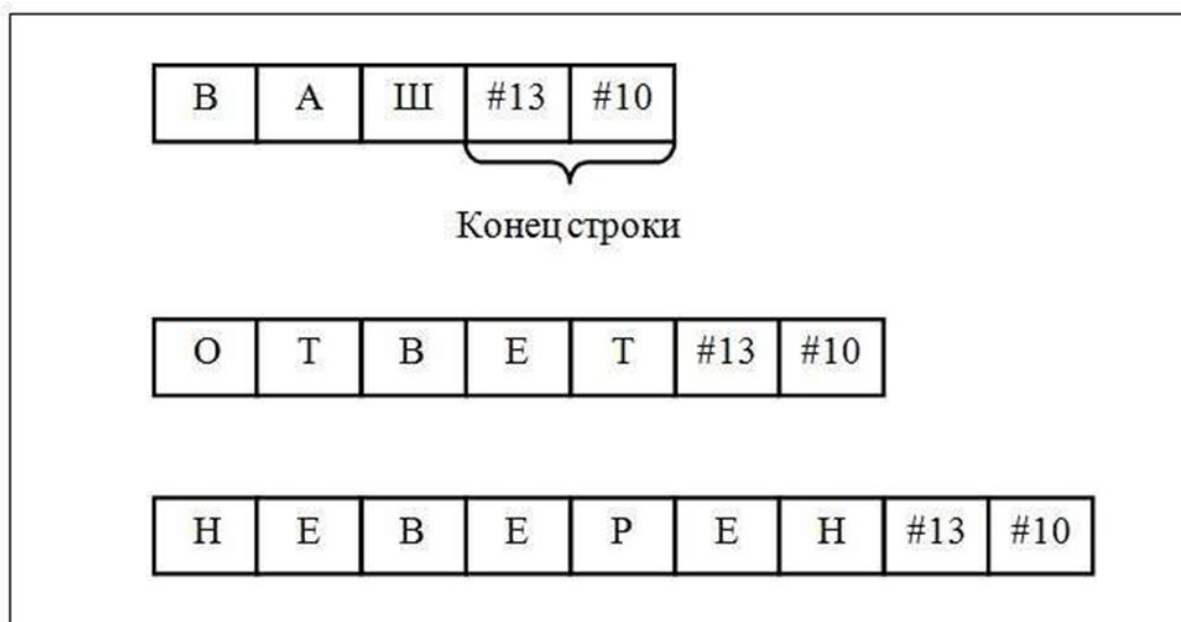 В А Ш #13 #10
Конец строки
О Т В Е Т #13 #10
Н Е В Е Р Е Н #13 #10